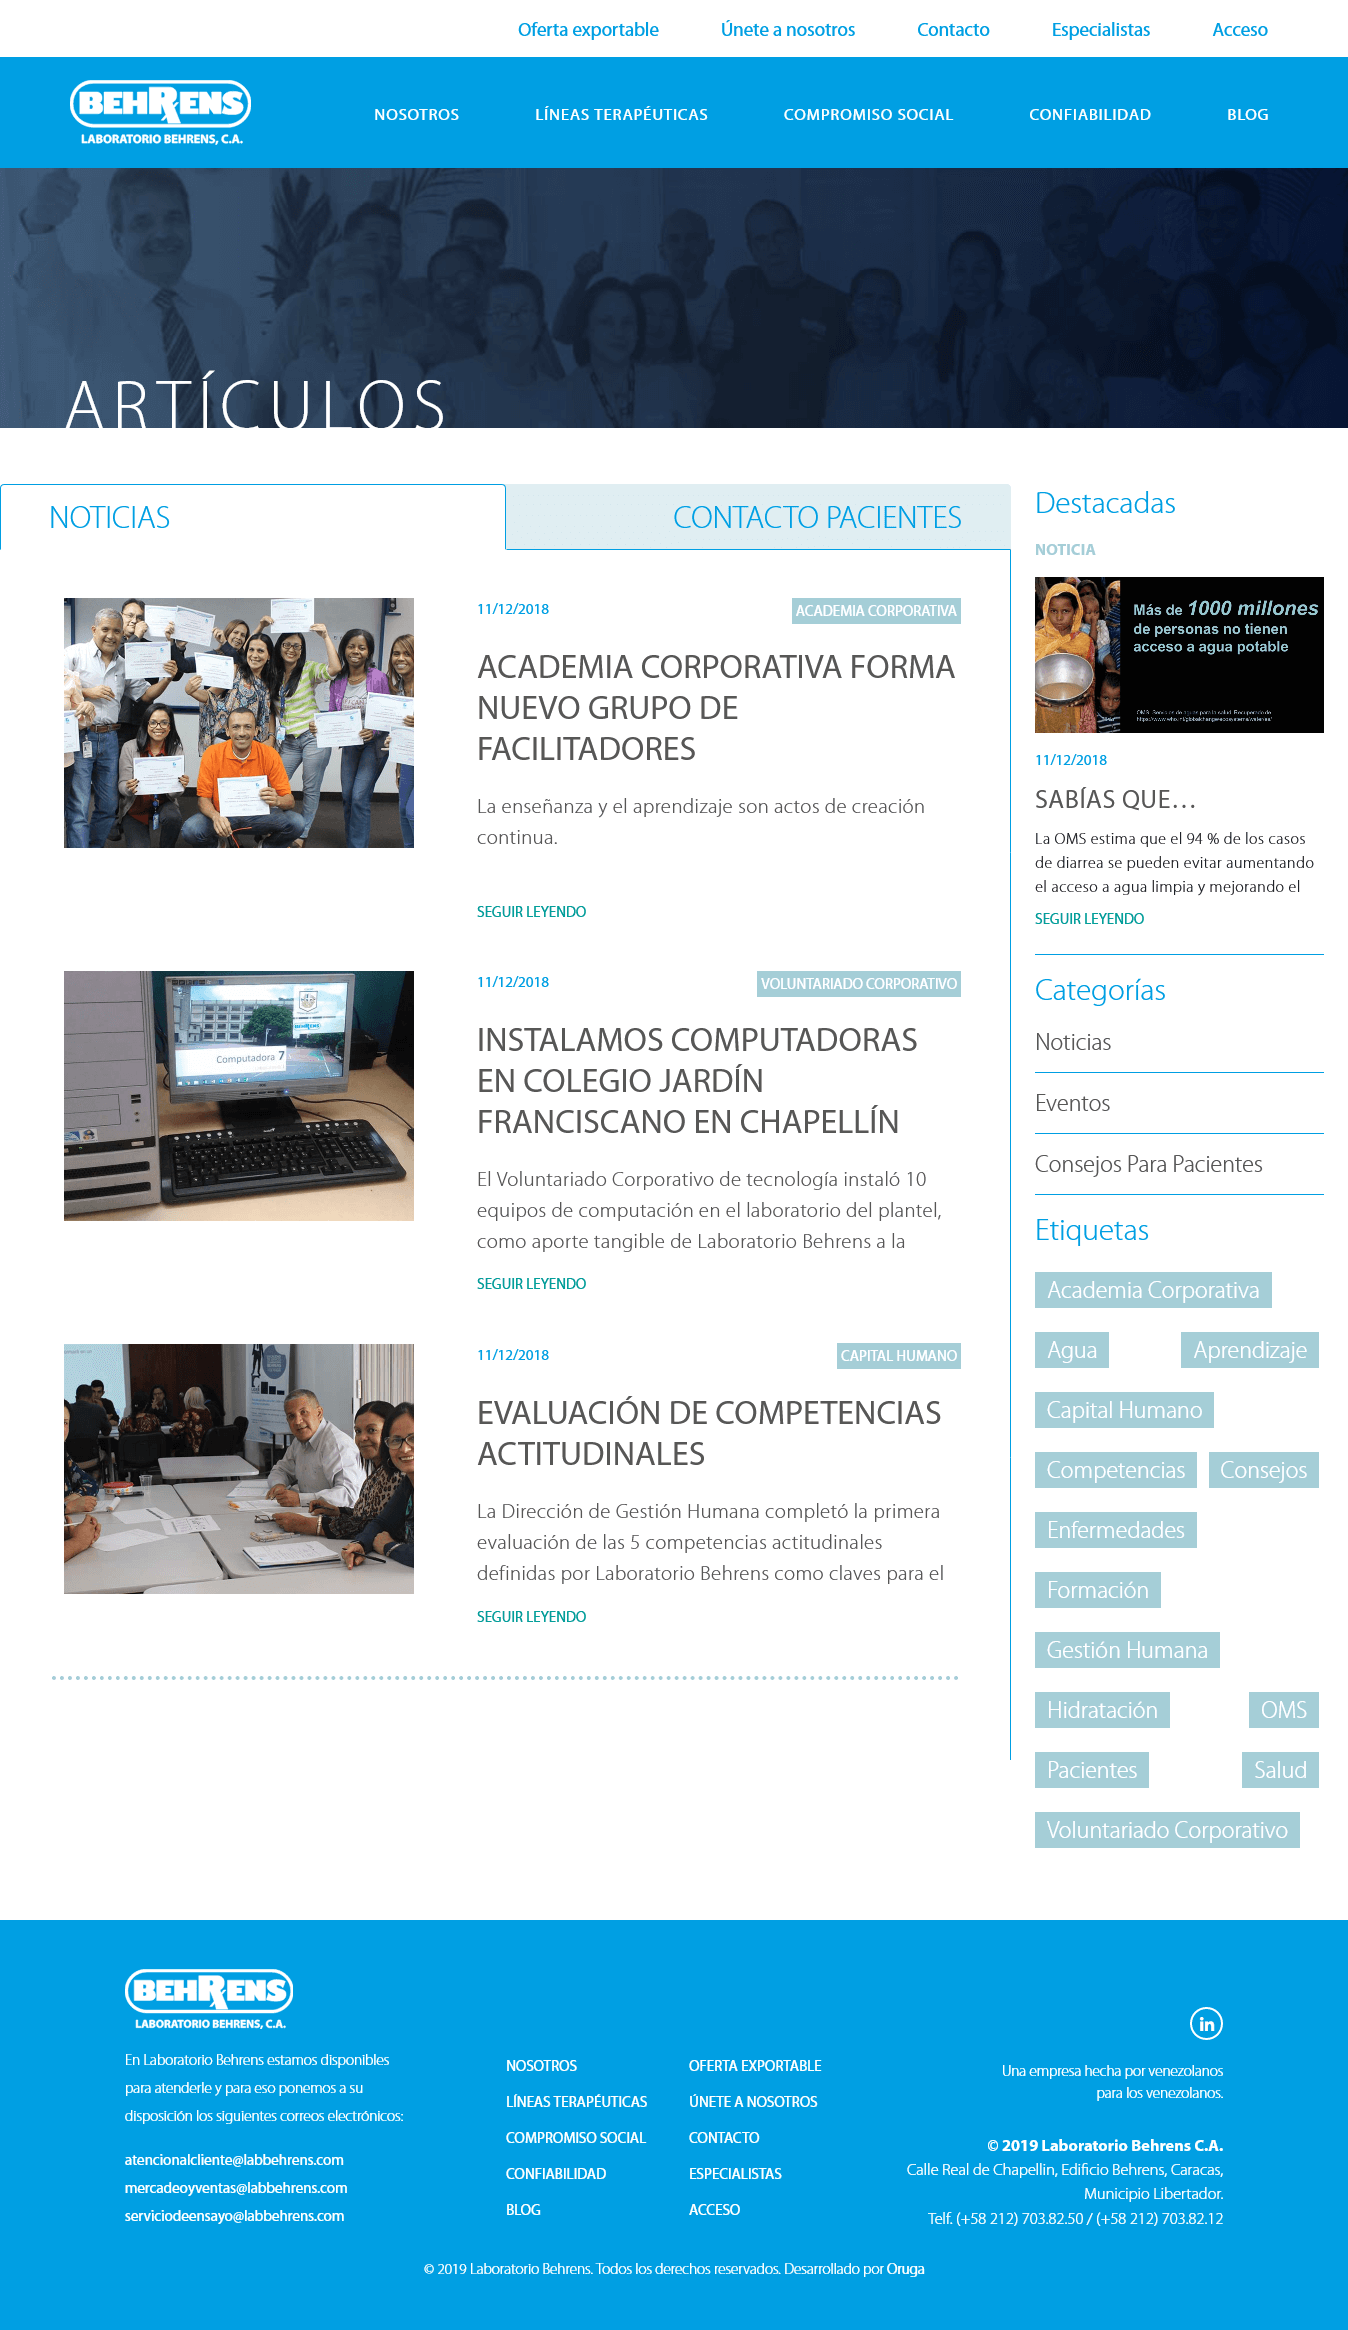 Oferta exportable
Únete a nosotros
Contacto
Especialistas
Acceso
BEHRENS
LABORATORIO BEHRENS, C.A.
NOSOTROS
LÍNEAS TERAPÉUTICAS
COMPROMISO SOCIAL
CONFIABILIDAD
BLOG
ARTÍCULOS
NOTICIAS
CONTACTO PACIENTES
11/12/2018
ACADEMIA CORPORATIVA
ACADEMIA CORPORATIVA FORMA
NUEVO GRUPO DE
FACILITADORES
La enseñanza y el aprendizaje son actos de creación
continua.
SEGUIR LEYENDO
Computadora 7
BEHRENS
11/12/2018
VOLUNTARIADO CORPORATIVO
INSTALAMOS COMPUTADORAS
EN COLEGIO JARDÍN
FRANCISCANO EN CHAPELLÍN
El Voluntariado Corporativo de tecnología instaló 10
equipos de computación en el laboratorio del plantel,
como aporte tangible de Laboratorio Behrens a la
SEGUIR LEYENDO
11/12/2018
CAPITAL HUMANO
EVALUACIÓN DE COMPETENCIAS
ACTITUDINALES
La Dirección de Gestión Humana completó la primera
evaluación de las 5 competencias actitudinales
definidas por Laboratorio Behrens como claves para el
SEGUIR LEYENDO
Destacadas
NOTICIA
Más de 1000 millones
de personas no tienen
acceso a agua potable
OMS. Servicios de aguas para la salud. Recuperado de
11/12/2018
SABÍAS QUE…
La OMS estima que el 94 % de los casos
de diarrea se pueden evitar aumentando
el acceso a agua limpia y mejorando el
SEGUIR LEYENDO
Categorías
Noticias
Eventos
Consejos Para Pacientes
Etiquetas
Academia Corporativa
Agua
Aprendizaje
Capital Humano
Competencias
Consejos
Enfermedades
Formación
Gestión Humana
Hidratación
OMS
Pacientes
Salud
Voluntariado Corporativo
BEHRENS
LABORATORIO BEHRENS, C.A.
En Laboratorio Behrens estamos disponibles
para atenderle y para eso ponemos a su
disposición los siguientes correos electrónicos:
atencionalcliente@labbehrens.com
mercadeoyventas@labbehrens.com
serviciodeensayo@labbehrens.com
NOSOTROS
LÍNEAS TERAPÉUTICAS
COMPROMISO SOCIAL
CONFIABILIDAD
BLOG
OFERTA EXPORTABLE
ÚNETE A NOSOTROS
CONTACTO
ESPECIALISTAS
ACCESO
in
Una empresa hecha por venezolanos
para los venezolanos.
© 2019 Laboratorio Behrens C.A.
Calle Real de Chapellin, Edificio Behrens, Caracas,
Municipio Libertador.
Telf. (+58 212) 703.82.50 / (+58 212) 703.82.12
© 2019 Laboratorio Behrens. Todos los derechos reservados. Desarrollado por Oruga